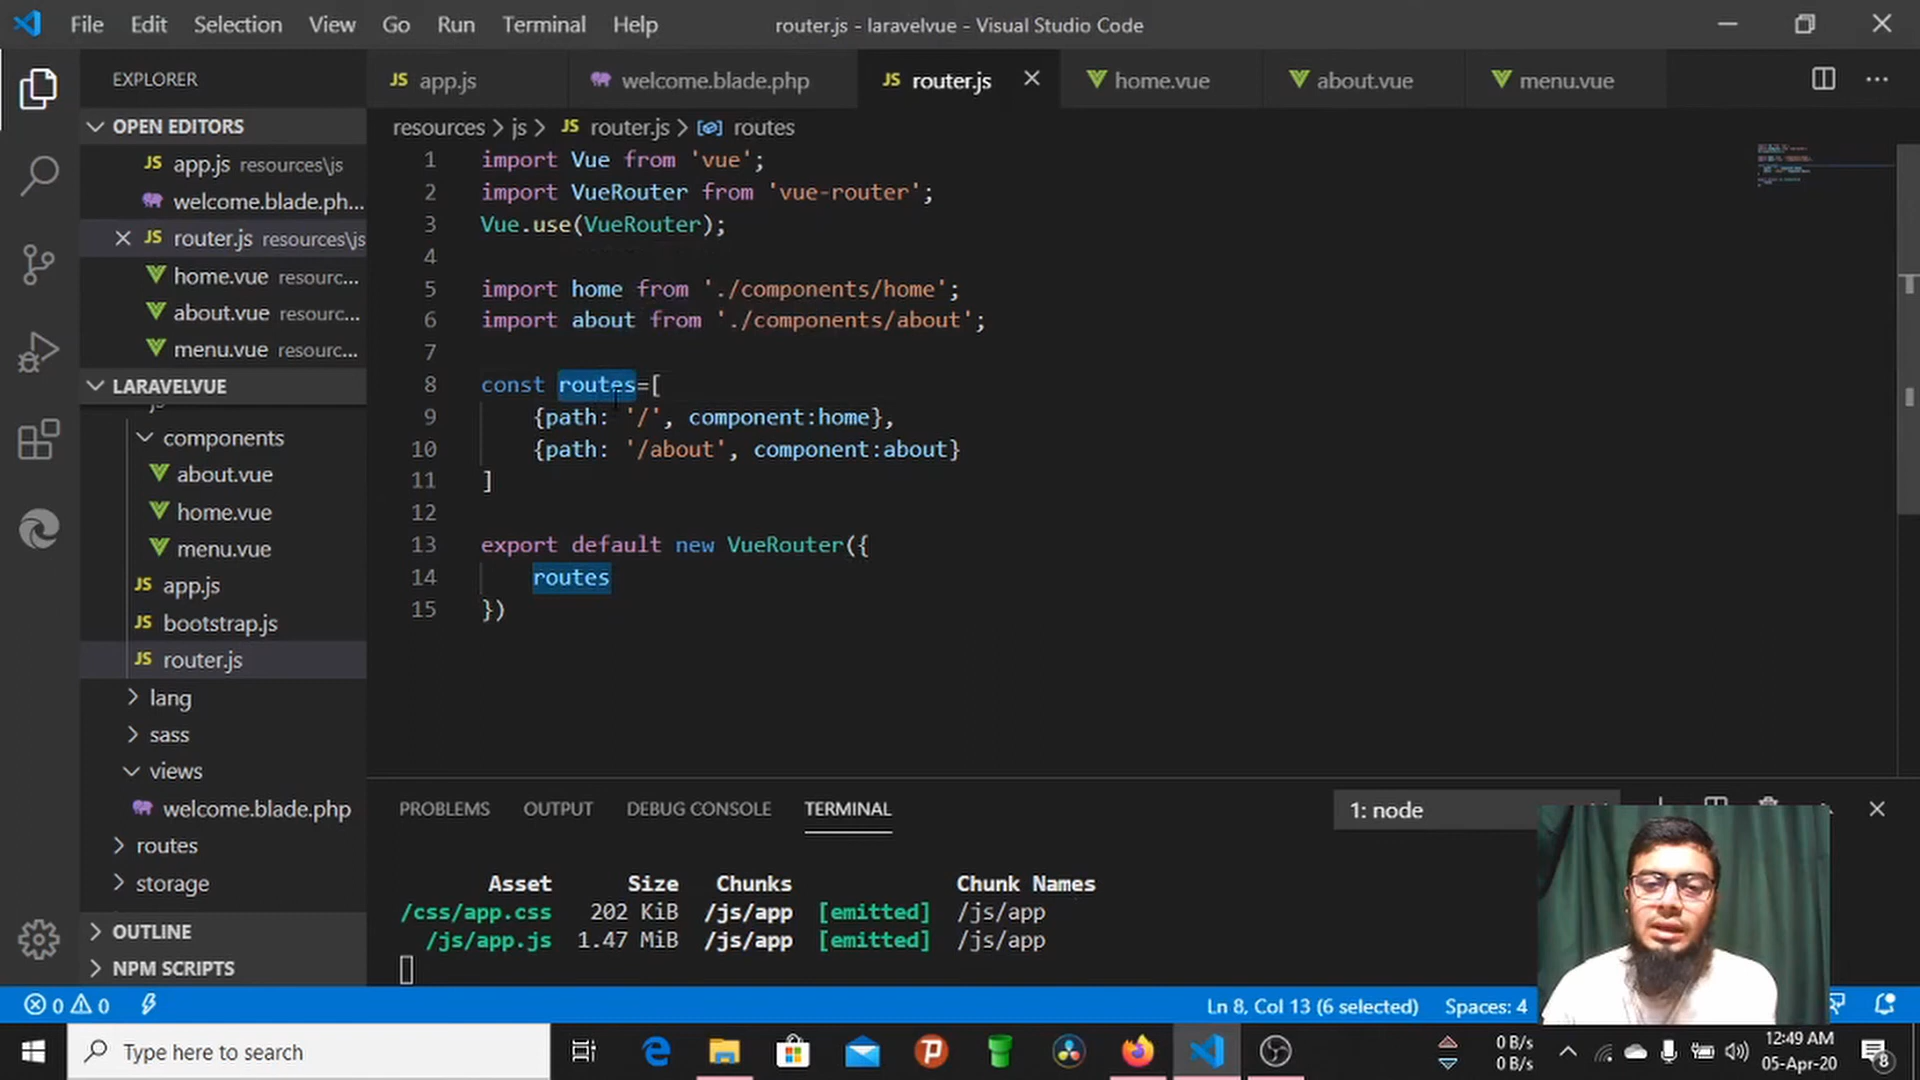 File Edit Selection View Go Run Terminal Help router.js - laravelvue - Visual Studio Code
EXPLORER
JS app.js welcome.blade.php JS router.js home.vue about.vue menu.vue
OPEN EDITORS
JS app.js resources\js
welcome.blade.ph...
JS router.js resources\js
home.vue resourc...
about.vue resourc...
menu.vue resourc...
LARAVELVUE
components
about.vue
home.vue
menu.vue
JS app.js
JS bootstrap.js
JS router.js
lang
sass
views
welcome.blade.php
routes
storage
OUTLINE
NPM SCRIPTS
resources > js > JS router.js > routes
1 import Vue from 'vue';
2 import VueRouter from 'vue-router';
3 Vue.use(VueRouter);
4
5 import home from './components/home';
6 import about from './components/about';
7
8 const routes=[
9 {path: '/', component:home},
10 {path: '/about', component:about}
11 ]
12
13 export default new VueRouter({
14 routes
15 })
PROBLEMS OUTPUT DEBUG CONSOLE TERMINAL 1: node
Asset Size Chunks Chunk Names
/css/app.css 202 KiB /js/app [emitted] /js/app
/js/app.js 1.47 MiB /js/app [emitted] /js/app
0 0 Ln 8, Col 13 (6 selected) Spaces: 4
Type here to search
0 B/s
0 B/s
12:49 AM
05-Apr-20
8